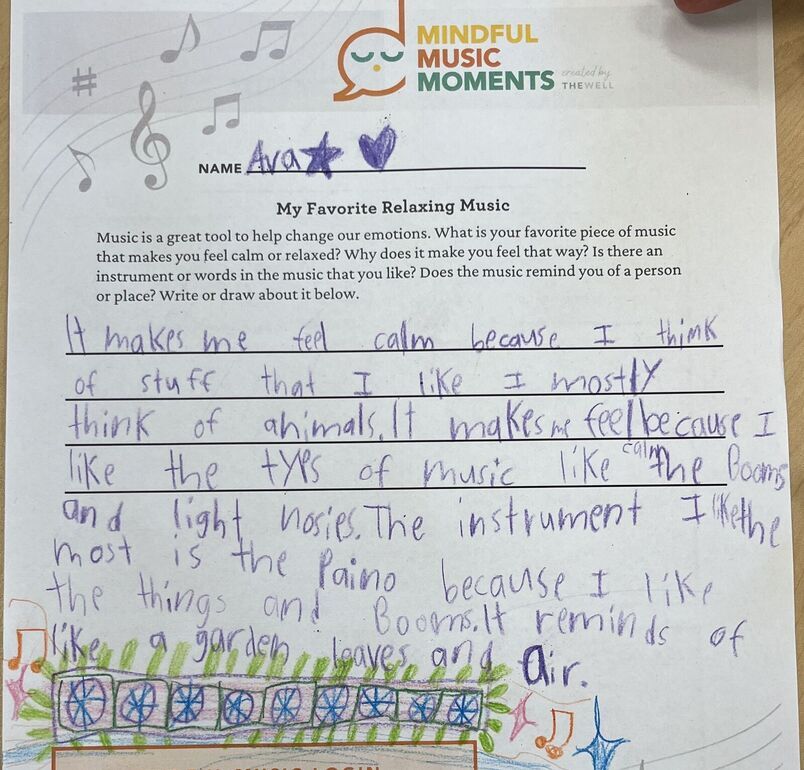 MINDFUL
MUSIC
MOMENTS
created by
THEWELL
NAME Ava
My Favorite Relaxing Music
Music is a great tool to help change our emotions. What is your favorite piece of music
that makes you feel calm or relaxed? Why does it make you feel that way? Is there an
instrument or words in the music that you like? Does the music remind you of a person
or place? Write or draw about it below.
It makes me feel calm because I think
of stuff that I like I mostly
think of animals. It makes me feel because I
like the typs of music like calm the Booms
and light nosies. The instrument I like the
most is the Paino because I like
the things and Booms. It reminds of
like a garden leaves and air.
MUSIC LOGIN